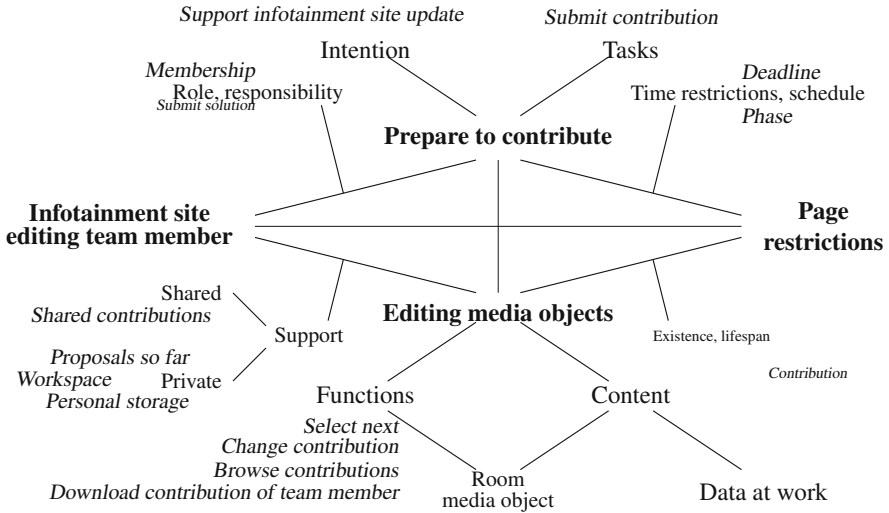 Support infotainment site update
Submit contribution
Intention
Tasks
Membership
Role, responsibility
Submit solution
Deadline
Time restrictions, schedule
Phase
Prepare to contribute
Infotainment site
editing team member
Page
restrictions
Editing media objects
Shared
Shared contributions
Support
Existence, lifespan
Proposals so far
Workspace
Private
Personal storage
Contribution
Functions
Content
Select next
Change contribution
Browse contributions
Download contribution of team member
Room
media object
Data at work